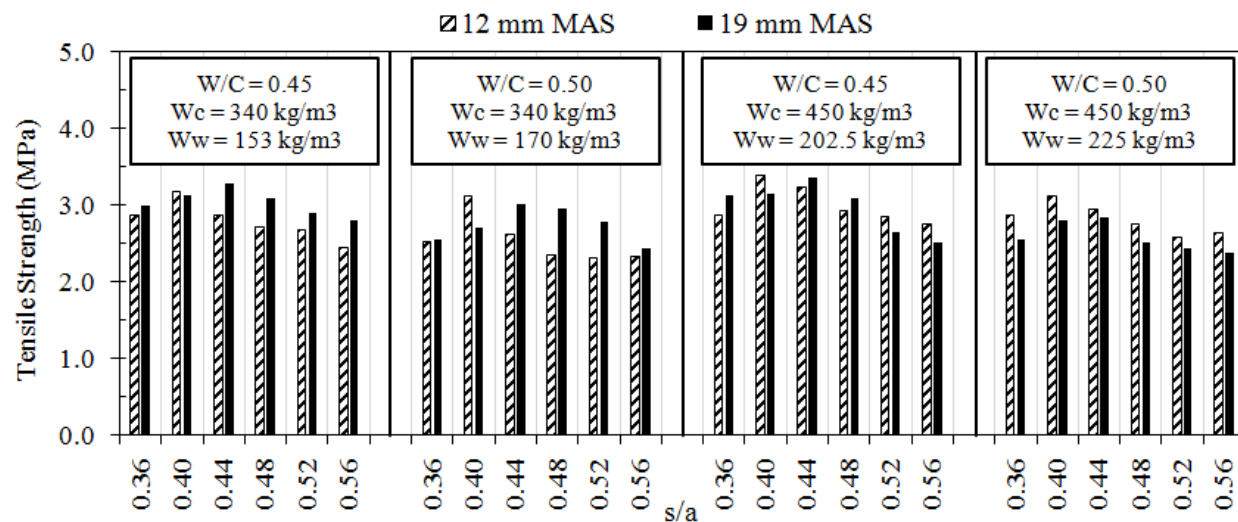 12 mm MAS 19 mm MAS
5.0
4.0
3.0
2.0
1.0
0.0
Tensile Strength (MPa)
W/C = 0.45
Wc = 340 kg/m3
Ww = 153 kg/m3
W/C = 0.50
Wc = 340 kg/m3
Ww = 170 kg/m3
W/C = 0.45
Wc = 450 kg/m3
Ww = 202.5 kg/m3
W/C = 0.50
Wc = 450 kg/m3
Ww = 225 kg/m3
0.36 0.40 0.44 0.48 0.52 0.56 0.36 0.40 0.44 0.48 0.52 0.56 0.36 0.40 0.44 0.48 0.52 0.56 0.36 0.40 0.44 0.48 0.52 0.56
s/a